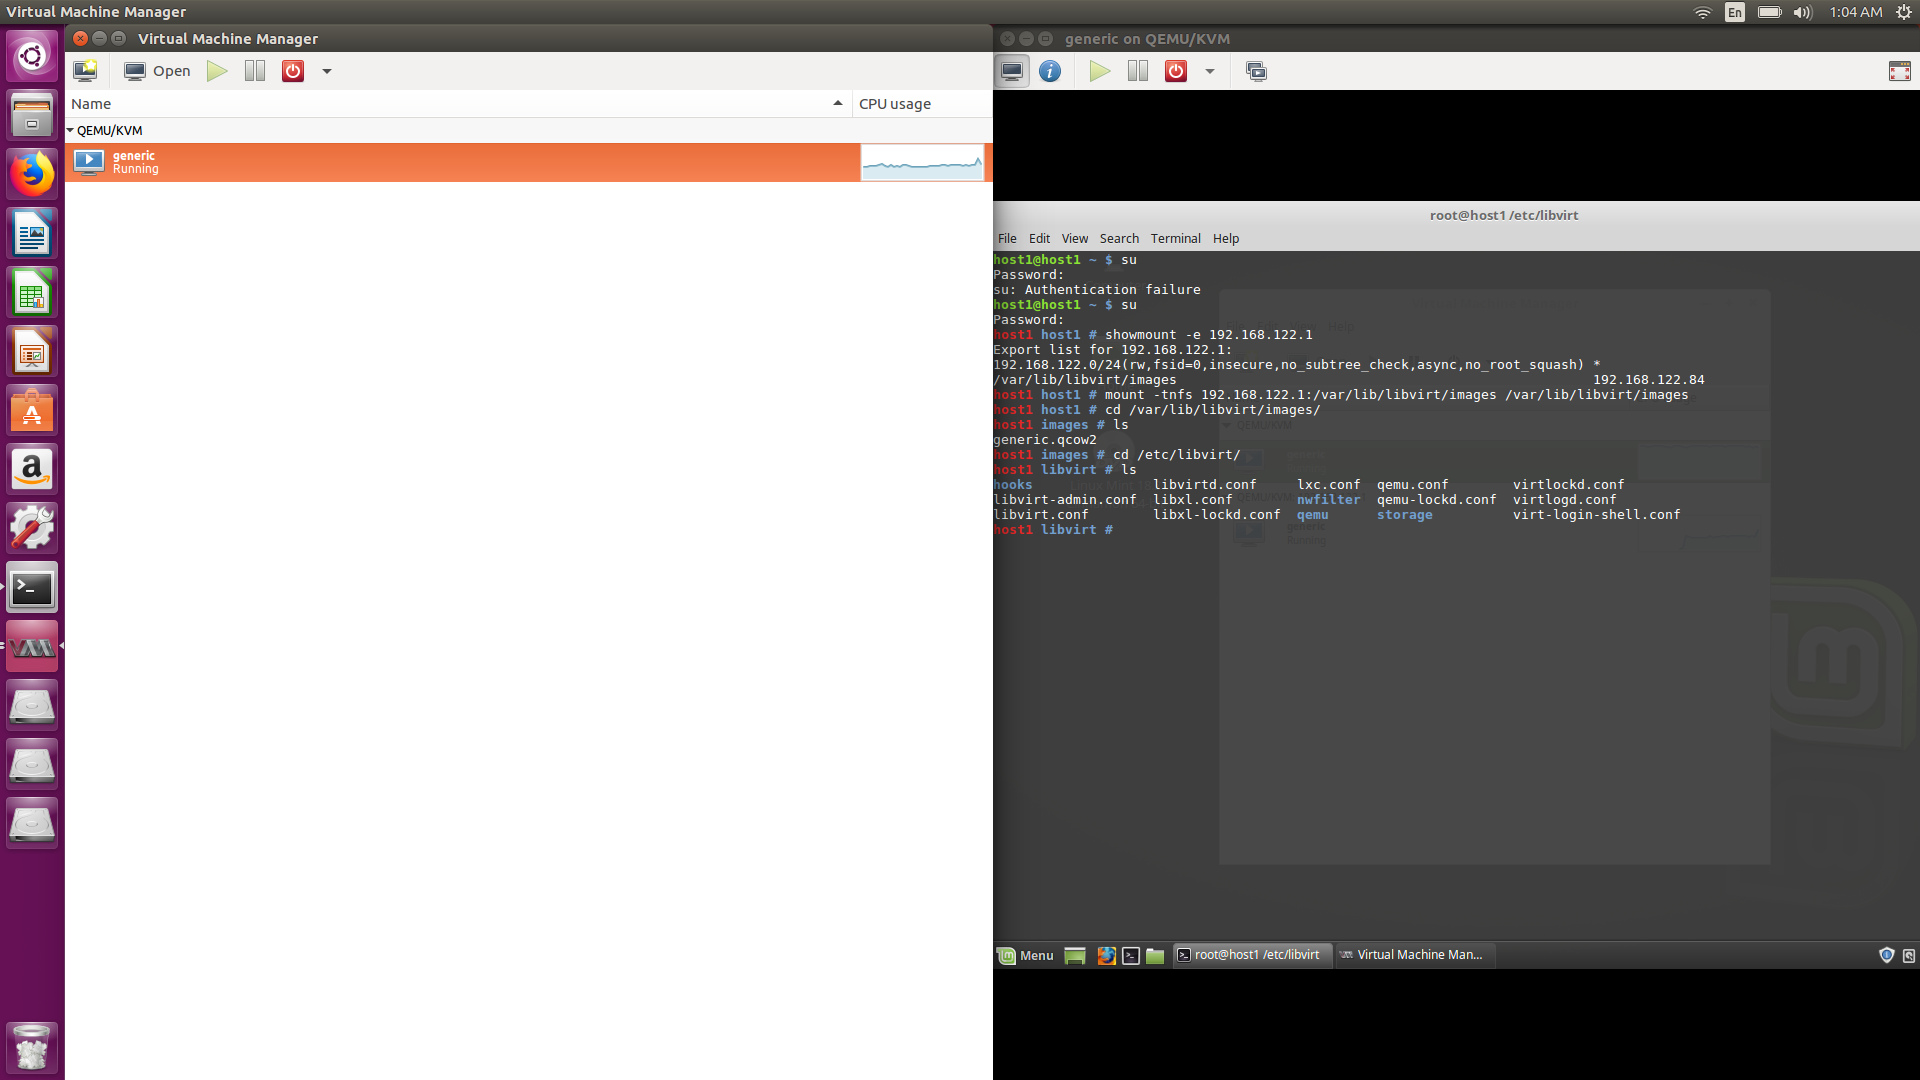 Virtual Machine Manager
En
1:04 AM
Virtual Machine Manager
Open
Name
CPU usage
QEMU/KVM
generic
Running
generic on QEMU/KVM
root@host1 /etc/libvirt
File Edit View Search Terminal Help
host1@host1 ~ $ su
Password:
su: Authentication failure
host1@host1 ~ $ su
Password:
host1 host1 # showmount -e 192.168.122.1
Export list for 192.168.122.1:
192.168.122.0/24(rw,fsid=0,insecure,no_subtree_check,async,no_root_squash) *
/var/lib/libvirt/images 192.168.122.84
host1 host1 # mount -tnfs 192.168.122.1:/var/lib/libvirt/images /var/lib/libvirt/images
host1 host1 # cd /var/lib/libvirt/images/
host1 images # ls
generic.qcow2
host1 images # cd /etc/libvirt/
host1 libvirt # ls
hooks libvirtd.conf lxc.conf qemu.conf virtlockd.conf
libvirt-admin.conf libxl.conf nwfilter qemu-lockd.conf virtlogd.conf
libvirt.conf libxl-lockd.conf qemu storage virt-login-shell.conf
host1 libvirt #
Help
QEMU/KVM
generic
Running
Menu
root@host1 /etc/libvirt
Virtual Machine Man...